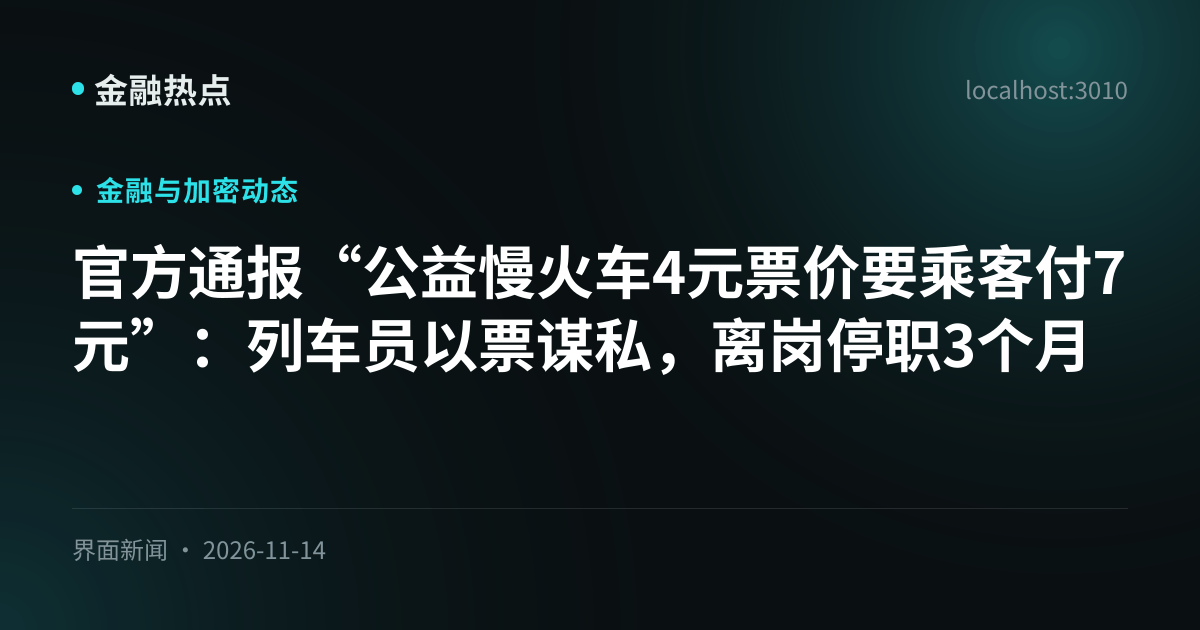 金融热点
localhost:3010
金融与加密动态
官方通报“公益慢火车4元票价要乘客付7
元”：列车员以票谋私，离岗停职3个月
界面新闻 · 2026-11-14